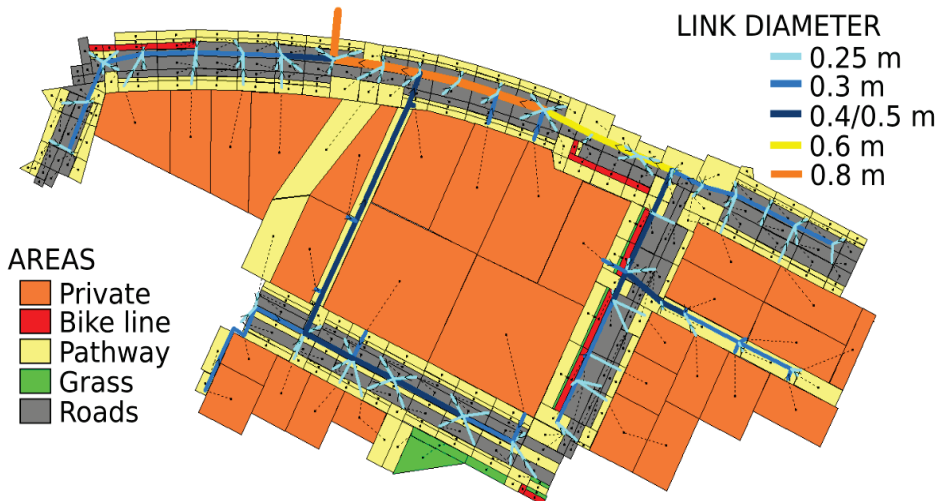 LINK DIAMETER
0.25 m
0.3 m
0.4/0.5 m
0.6 m
0.8 m
AREAS
Private
Bike line
Pathway
Grass
Roads